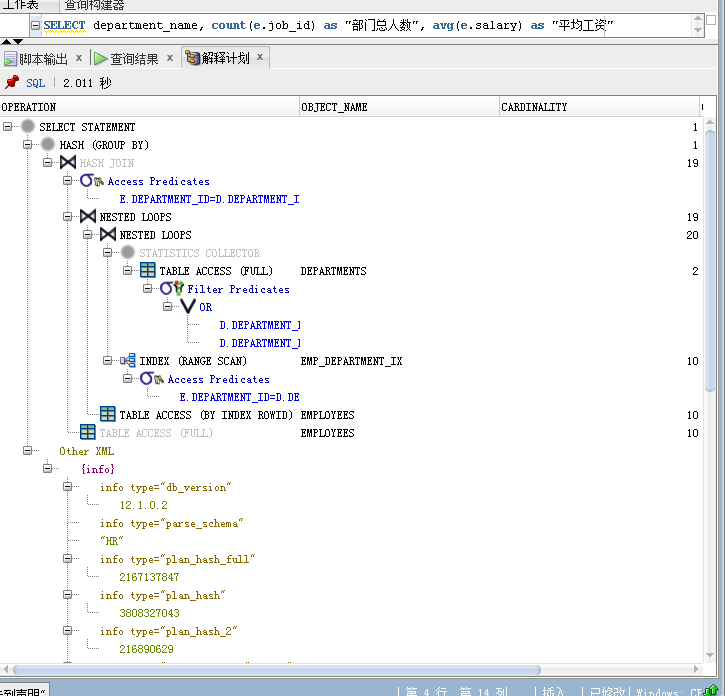 工作表 查询构建器
SELECT department_name, count(e.job_id) as "部门总人数", avg(e.salary) as "平均工资"
脚本输出 × 查询结果 × 解释计划 ×
SQL | 2.011 秒
OPERATION OBJECT_NAME CARDINALITY
SELECT STATEMENT 1
HASH (GROUP BY) 1
HASH JOIN 19
Access Predicates
E.DEPARTMENT_ID=D.DEPARTMENT_I
NESTED LOOPS 19
NESTED LOOPS 20
STATISTICS COLLECTOR
TABLE ACCESS (FULL) DEPARTMENTS 2
Filter Predicates
OR
D.DEPARTMENT_
D.DEPARTMENT_
INDEX (RANGE SCAN) EMP_DEPARTMENT_IX 10
Access Predicates
E.DEPARTMENT_ID=D.DE
TABLE ACCESS (BY INDEX ROWID) EMPLOYEES 10
TABLE ACCESS (FULL) EMPLOYEES 10
Other XML
{info}
info type="db_version"
12.1.0.2
info type="parse_schema"
"HR"
info type="plan_hash_full"
2167137847
info type="plan_hash"
3808327043
info type="plan_hash_2"
216890629
到声明" | 第 4 行 第 14 列 | 插入 | 已修改 | Windows: